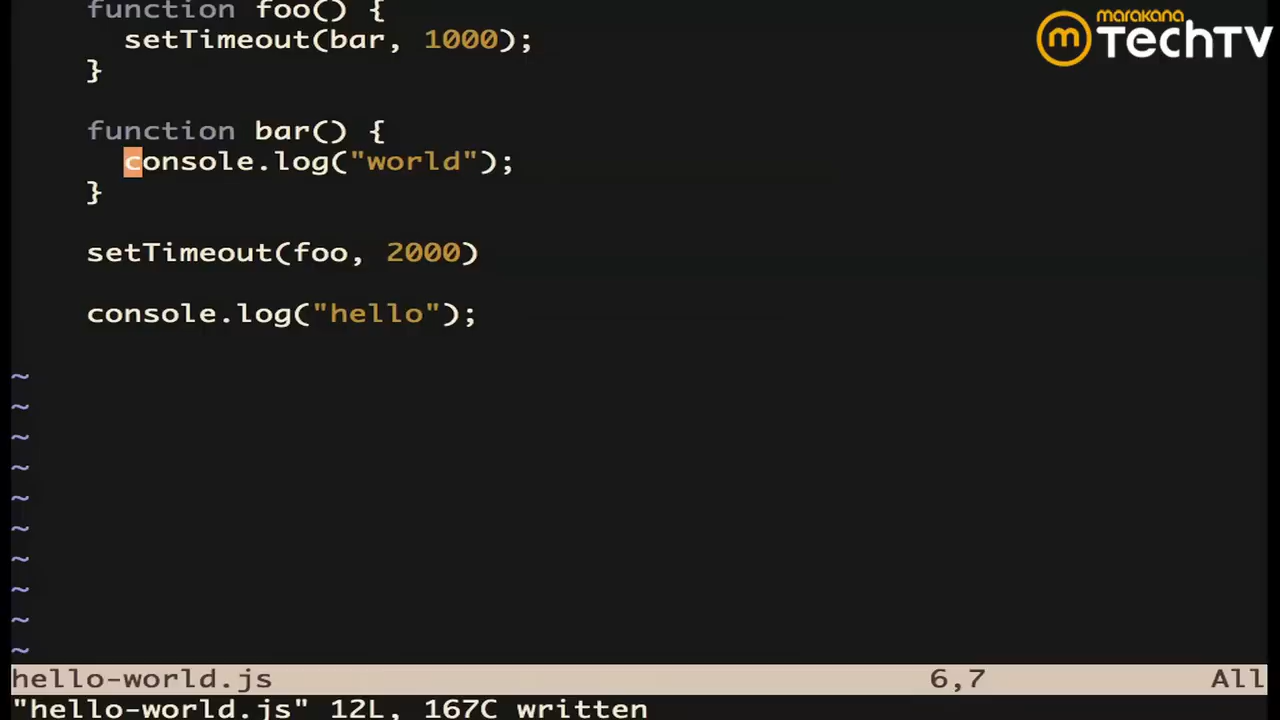 function foo() {
marakana
setTimeout(bar, 1000);
m TechTV
}
function bar() {
console.log("world");
}
setTimeout(foo, 2000)
console.log("hello");
~
~
~
~
~
~
~
~
~
~
hello-world.js 6,7 All
"hello-world.js" 12L, 167C written